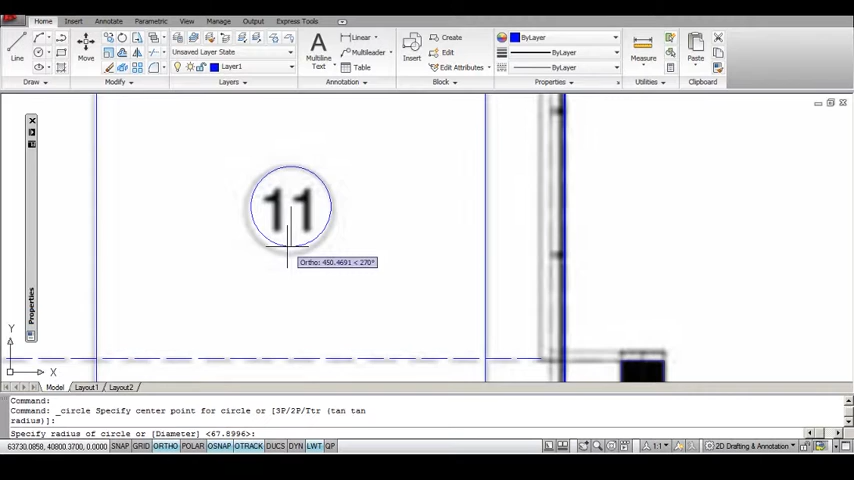 Home Insert Annotate Parametric View Manage Output Express Tools
Line
Draw
Move
Modify
Unsaved Layer State
Layer1
Layers
A
Multiline
Text
Linear
Multileader
Table
Annotation
Insert
Create
Edit
Edit Attributes
Block
ByLayer
ByLayer
ByLayer
Properties
Measure
Utilities
Paste
Clipboard
11
Ortho: 450.4691 < 270°
Properties
Y
X
Model Layout1 Layout2
Command:
Command: _circle Specify center point for circle or [3P/2P/Ttr (tan tan
radius)]:
Specify radius of circle or [Diameter] <67.8996>:
63730.0858, 40800.3700, 0.0000 SNAP GRID ORTHO POLAR OSNAP OTRACK DUCS DYN LWT QP 1:1 2D Drafting & Annotation